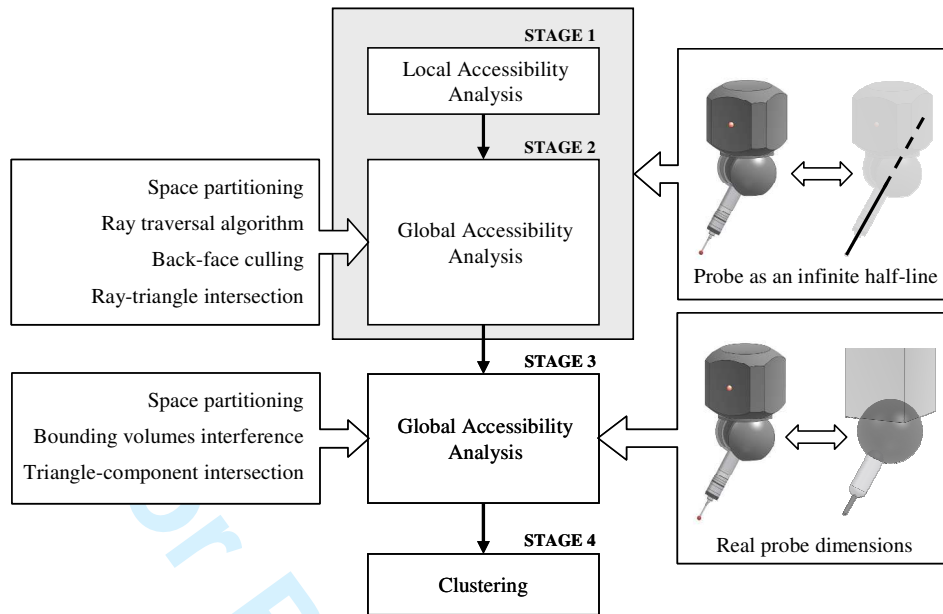 STAGE 1
Local Accessibility
Analysis
STAGE 2
Space partitioning
Ray traversal algorithm
Back-face culling
Ray-triangle intersection
Global Accessibility
Analysis
Probe as an infinite half-line
STAGE 3
Space partitioning
Bounding volumes interference
Triangle-component intersection
Global Accessibility
Analysis
Real probe dimensions
STAGE 4
Clustering